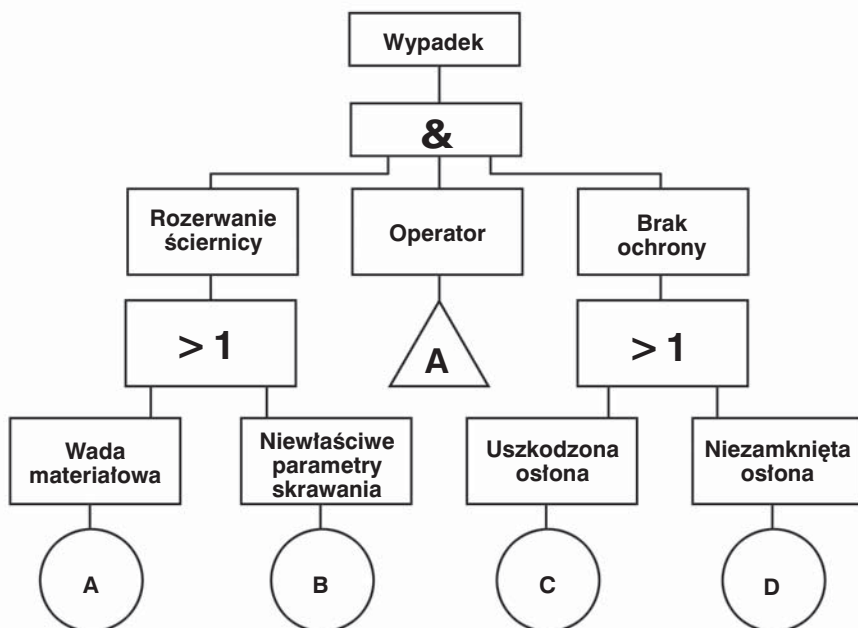 Wypadek
&
Rozerwanie
ściernicy
Operator
Brak
ochrony
> 1
A
> 1
Wada
materiałowa
Niewłaściwe
parametry
skrawania
Uszkodzona
osłona
Niezamknięta
osłona
A
B
C
D